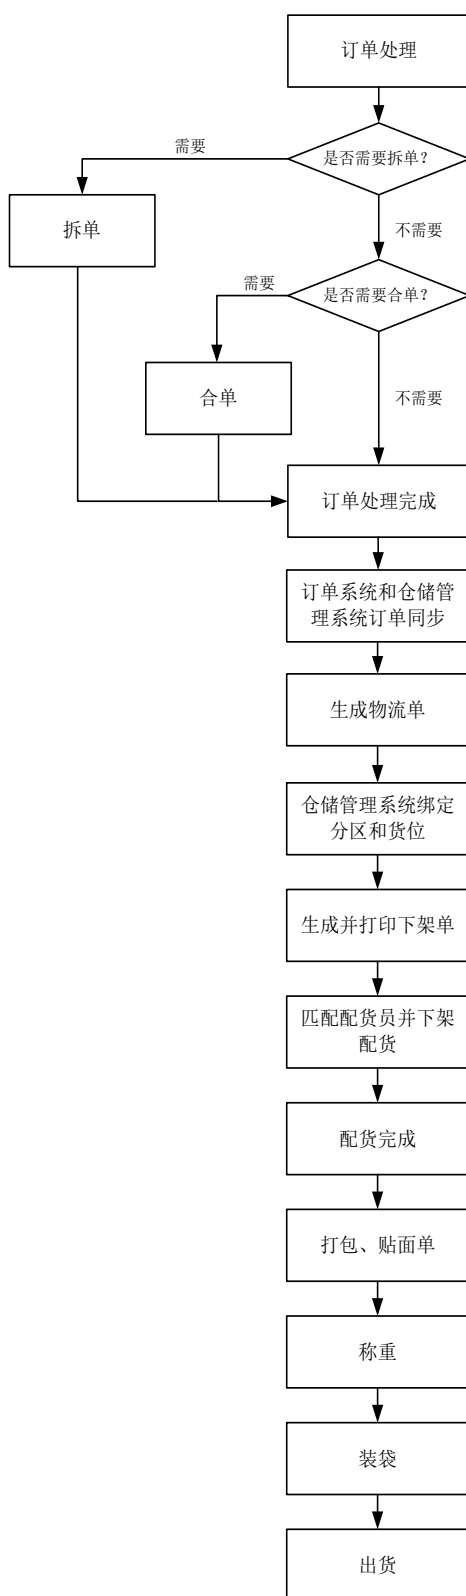 订单处理
需要
是否需要拆单？
拆单
不需要
需要
是否需要合单？
合单
不需要
订单处理完成
订单系统和仓储管
理系统订单同步
生成物流单
仓储管理系统绑定
分区和货位
生成并打印下架单
匹配配货员并下架
配货
配货完成
打包、贴面单
称重
装袋
出货